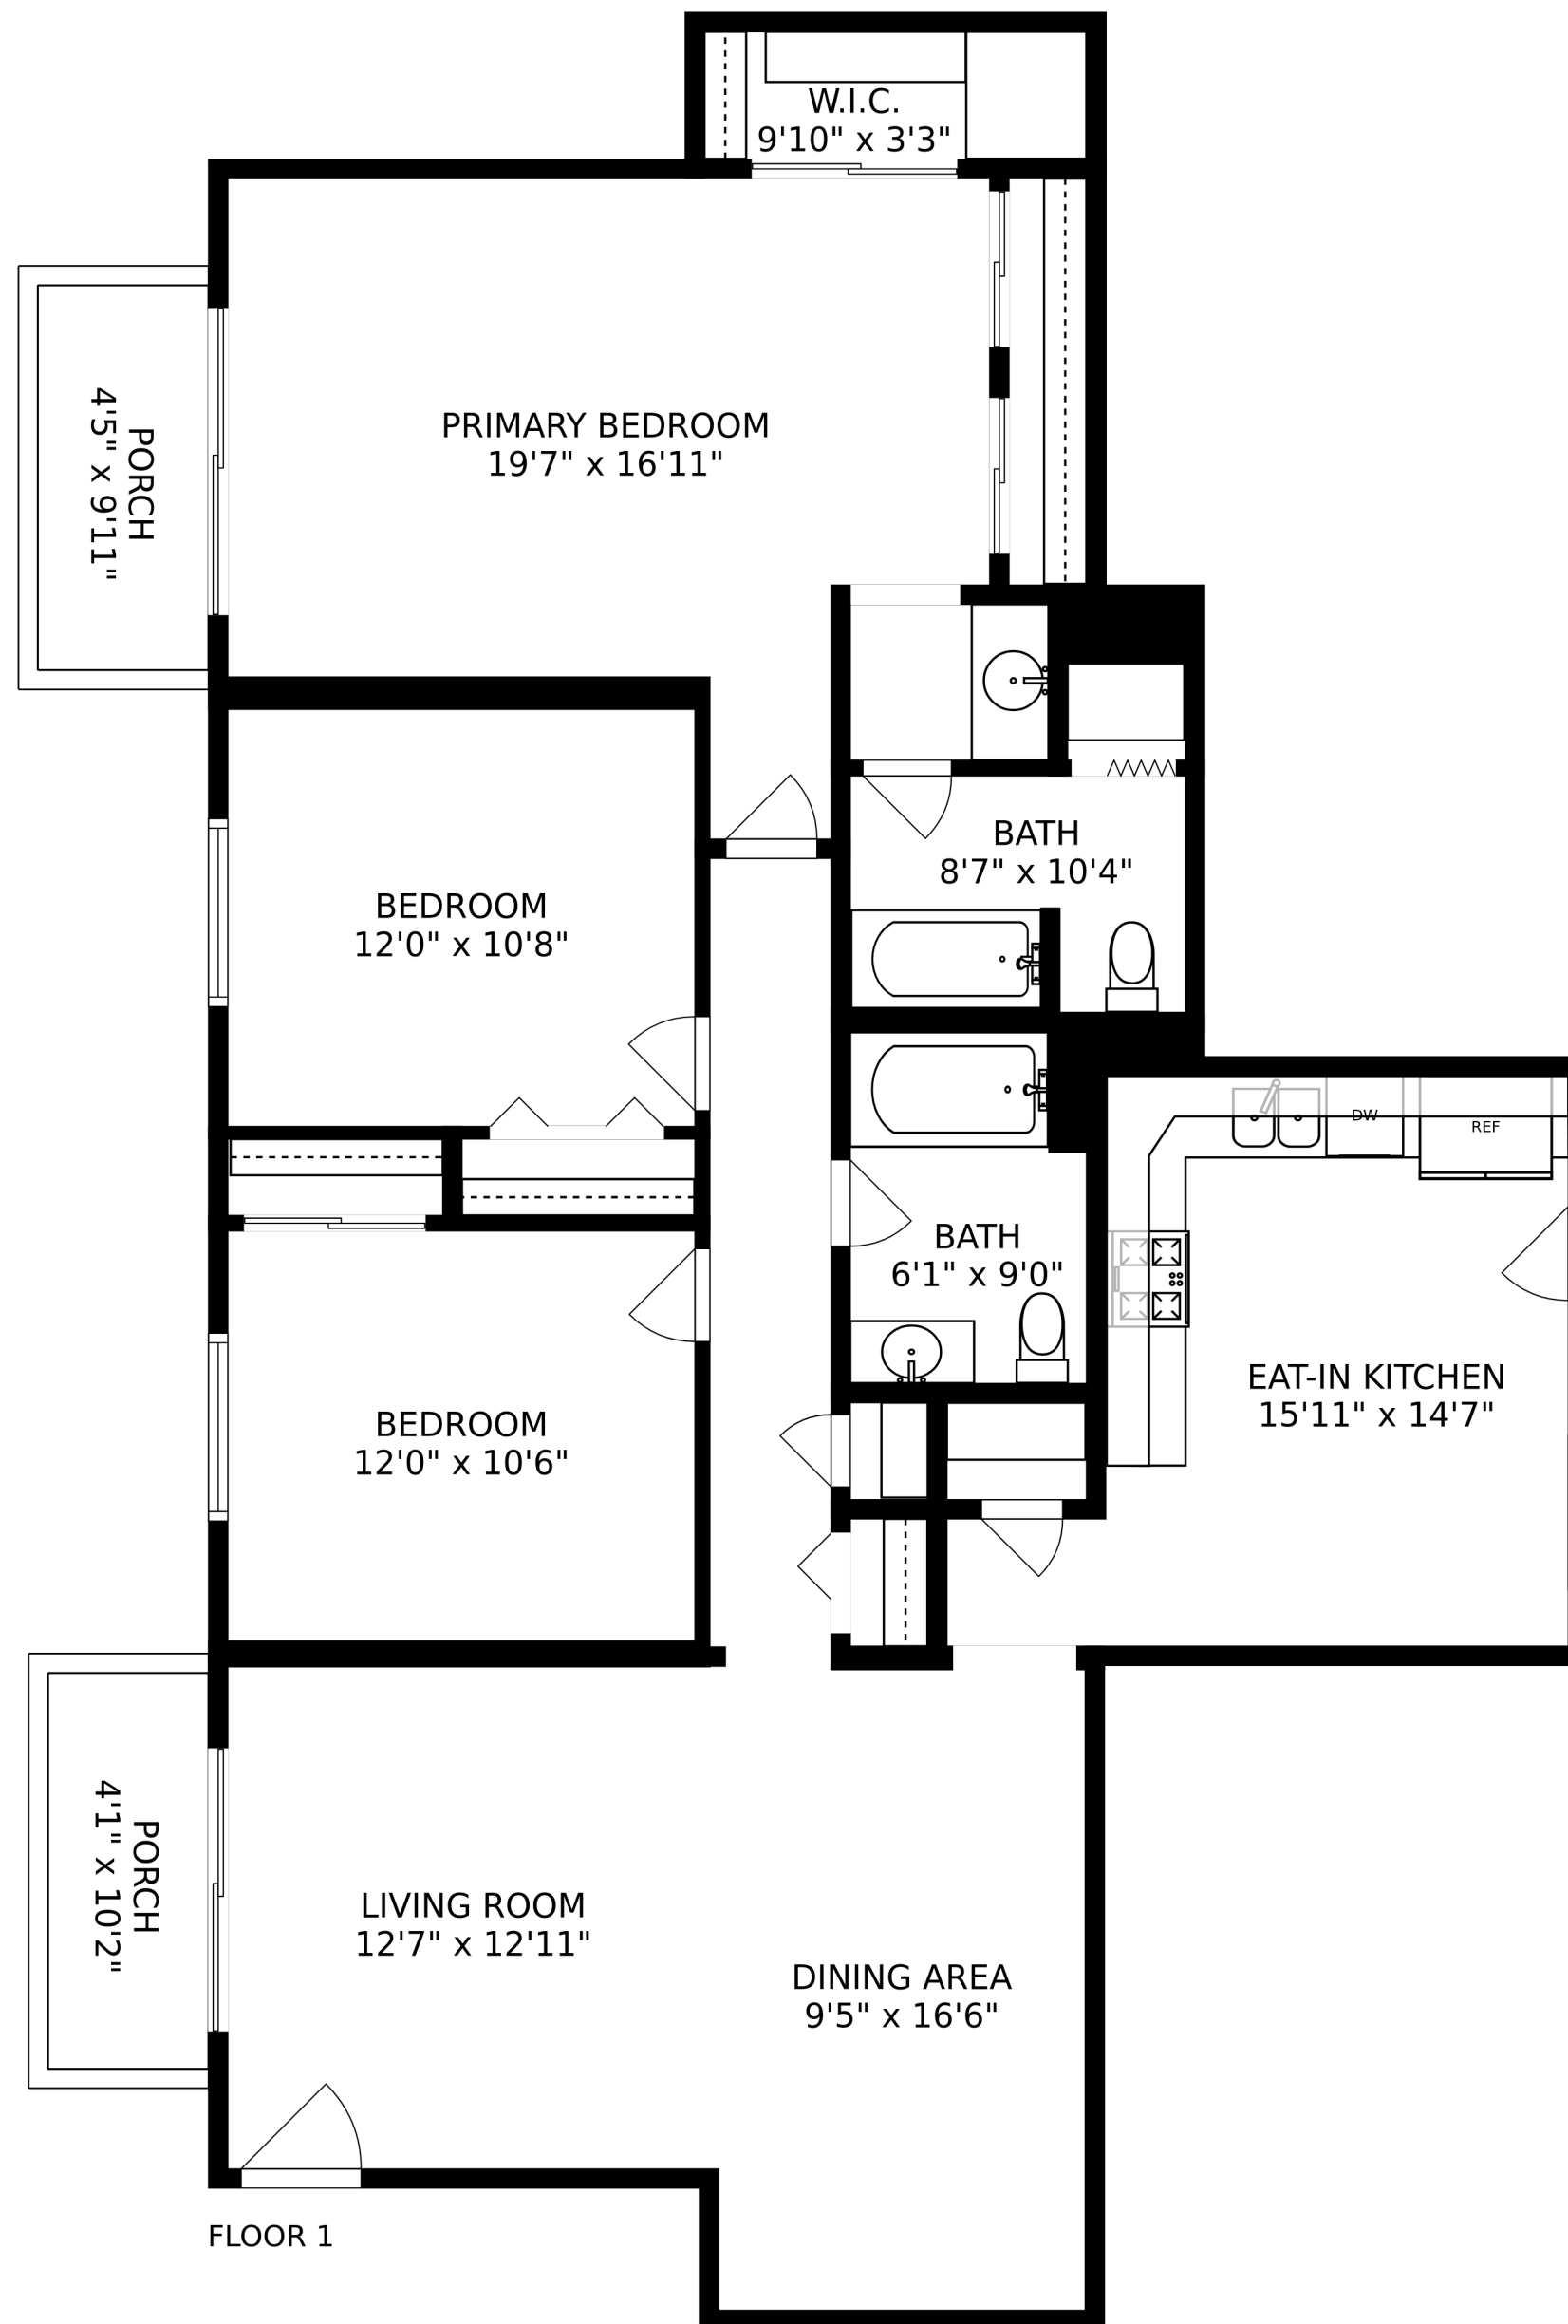 W.I.C.
9'10" x 3'3"
PRIMARY BEDROOM
19'7" x 16'11"
PORCH
4'5" x 9'11"
BATH
8'7" x 10'4"
BEDROOM
12'0" x 10'8"
DW
REF
BATH
6'1" x 9'0"
EAT-IN KITCHEN
15'11" x 14'7"
BEDROOM
12'0" x 10'6"
PORCH
4'1" x 10'2"
LIVING ROOM
12'7" x 12'11"
DINING AREA
9'5" x 16'6"
FLOOR 1